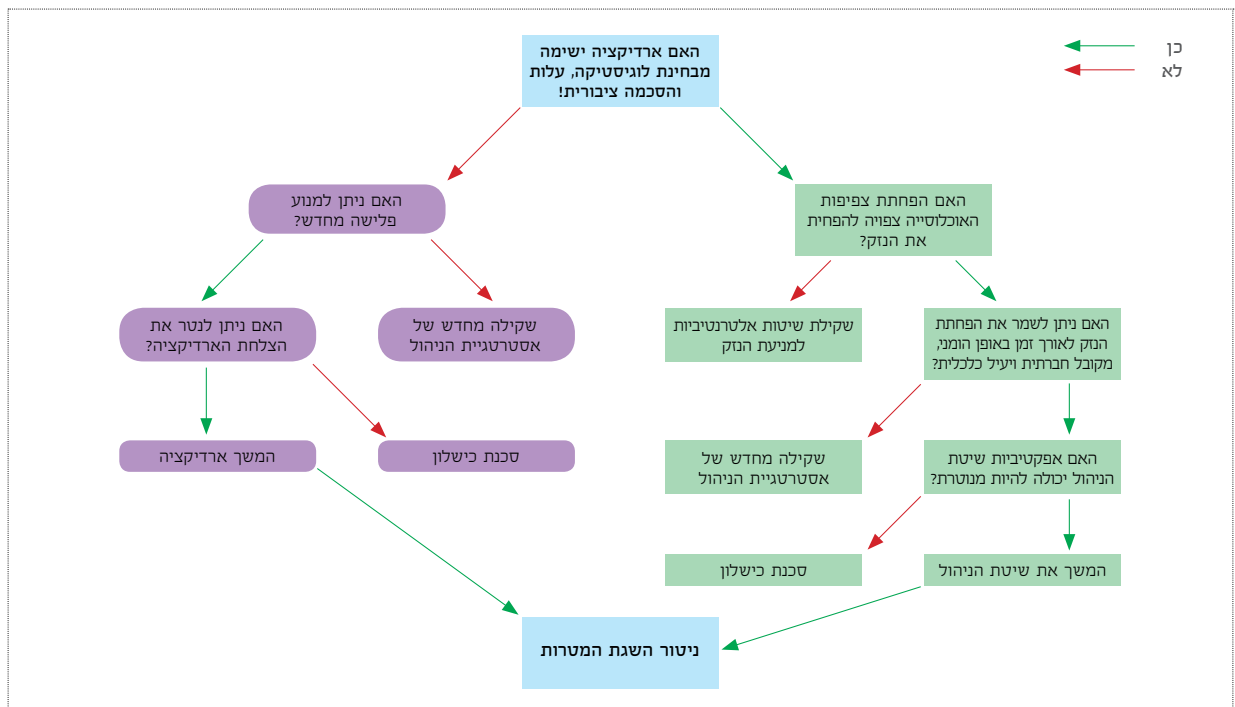 כן
לא
האם ארדיקציה ישימה
מבחינת לוגיסטיקה, עלות
והסכמה ציבורית!
האם הפחתת צפיפות
האוכלוסייה צפויה להפחית
את הנזק?
האם ניתן למנוע
פלישה מחדש?
האם ניתן לשמר את הפחתת
הנזק לאורך זמן באופן הומני,
מקובל חברתית ויעיל כלכלית?
שקילת שיטות אלטרנטיביות
למניעת הנזק
שקילה מחדש של
אסטרטגיית הניהול
האם ניתן לנטר את
הצלחת הארדיקציה?
האם אפקטיביות שיטת
הניהול יכולה להיות מנוטרת?
שקילה מחדש של
אסטרטגיית הניהול
סכנת כישלון
המשך ארדיקציה
המשך את שיטת הניהול
סכנת כישלון
ניטור השגת המטרות